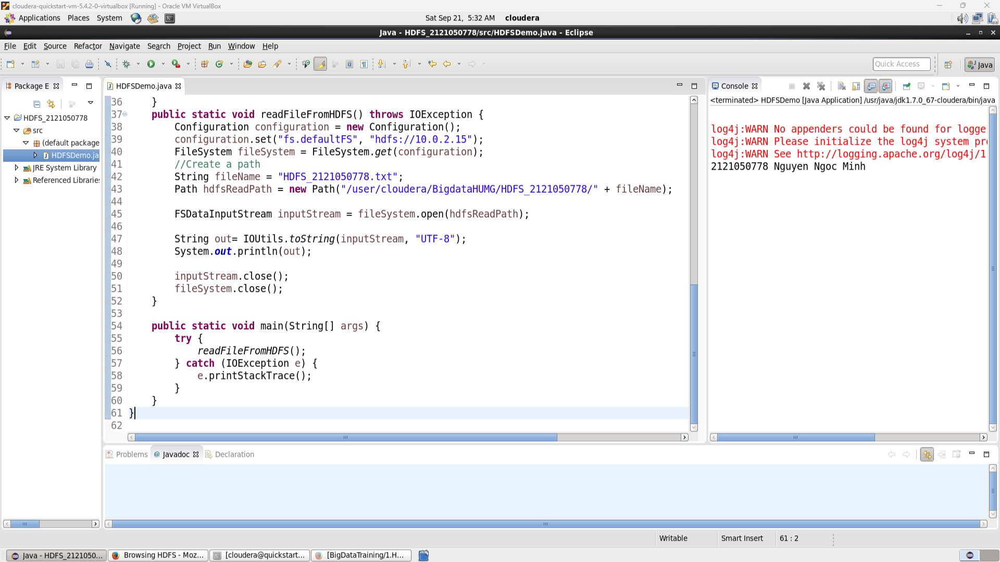 cloudera-quickstart-vm-5.4.2-0-virtualbox [Running] - Oracle VM VirtualBox
Applications Places System Sat Sep 21, 5:32 AM cloudera
Java - HDFS_2121050778/src/HDFSDemo.java - Eclipse
File Edit Source Refactor Navigate Search Project Run Window Help
Quick Access Java
Package E
HDFS_2121050778
src
(default package
HDFSDemo.ja
JRE System Library
Referenced Librarie
HDFSDemo.java
36 }
37 public static void readFileFromHDFS() throws IOException {
38 Configuration configuration = new Configuration();
39 configuration.set("fs.defaultFS", "hdfs://10.0.2.15");
40 FileSystem fileSystem = FileSystem.get(configuration);
41 //Create a path
42 String fileName = "HDFS_2121050778.txt";
43 Path hdfsReadPath = new Path("/user/cloudera/BigdataHUMG/HDFS_2121050778/" + fileName);
44
45 FSDataInputStream inputStream = fileSystem.open(hdfsReadPath);
46
47 String out= IOUtils.toString(inputStream, "UTF-8");
48 System.out.println(out);
49
50 inputStream.close();
51 fileSystem.close();
52 }
53
54 public static void main(String[] args) {
55 try {
56 readFileFromHDFS();
57 } catch (IOException e) {
58 e.printStackTrace();
59 }
60 }
61 }
62
Console
<terminated> HDFSDemo [Java Application] /usr/java/jdk1.7.0_67-cloudera/bin/java
log4j:WARN No appenders could be found for logge
log4j:WARN Please initialize the log4j system pr
log4j:WARN See http://logging.apache.org/log4j/1
2121050778 Nguyen Ngoc Minh
Problems @ Javadoc Declaration
Writable Smart Insert 61 : 2
Java - HDFS_2121050... Browsing HDFS - Moz... [cloudera@quickstart... [BigDataTraining/1.H...